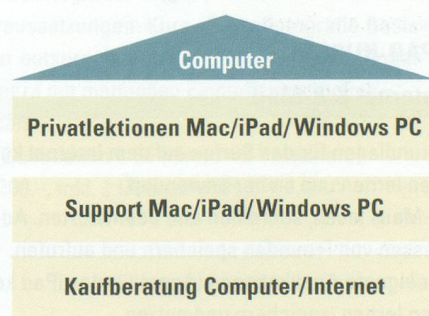 Computer
Privatlektionen Mac/iPad/Windows PC
Support Mac/iPad/Windows PC
Kaufberatung Computer/Internet